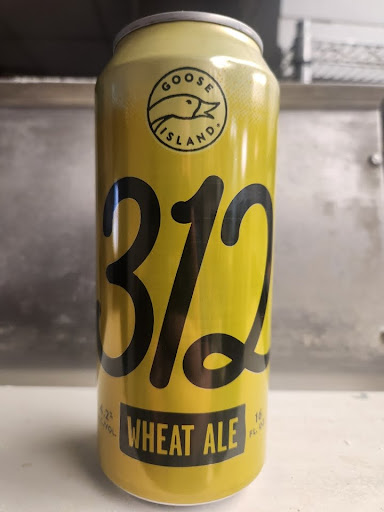 GOOSE
ISLAND.
312
WHEAT ALE